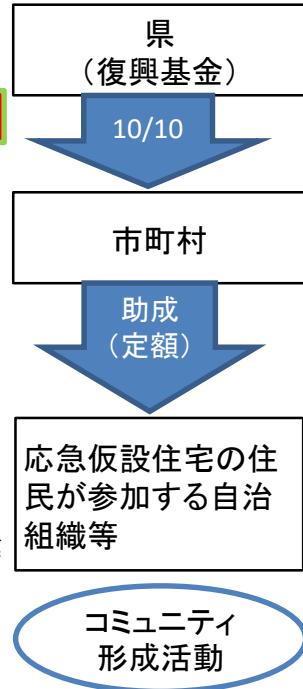 県
（復興基金）
10/10
市町村
助成
（定額）
応急仮設住宅の住
民が参加する自治
組織等
コミュニティ
形成活動